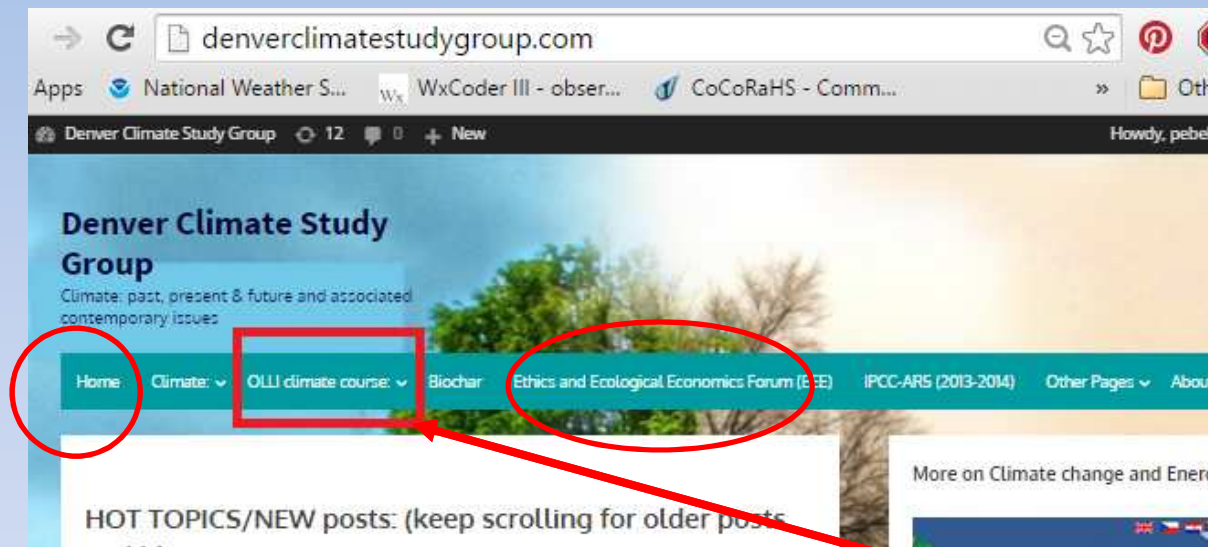 denverclimatestudygroup.com
Apps National Weather S... Wx WxCoder III - obser... CoCoRaHS - Comm... » Oth
Denver Climate Study Group 12 0 + New Howdy, pebel
Denver Climate Study
Group
Climate: past, present & future and associated
contemporary issues
Home Climate: OLLI climate course: Biochar Ethics and Ecological Economics Forum (EEE) IPCC-AR5 (2013-2014) Other Pages Abou
More on Climate change and Ener
HOT TOPICS/NEW posts: (keep scrolling for older posts